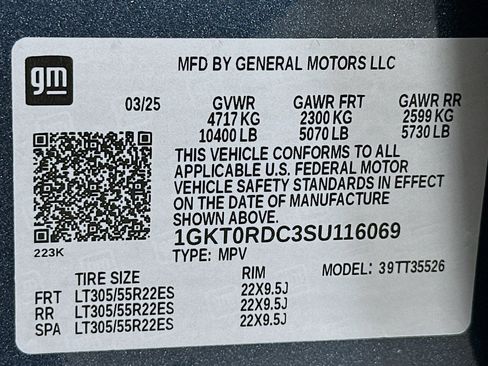 gm
MFD BY GENERAL MOTORS LLC
03/25 GVWR GAWR FRT GAWR RR
4717 KG 2300 KG 2599 KG
10400 LB 5070 LB 5730 LB
THIS VEHICLE CONFORMS TO ALL
APPLICABLE U.S. FEDERAL MOTOR
VEHICLE SAFETY STANDARDS IN EFFECT
ON THE DATE OF MANUFACTURE
SHOWN ABOVE.
1GKT0RDC3SU116069
223K TYPE: MPV
MODEL: 39TT35526
TIRE SIZE RIM
FRT LT305/55R22ES 22X9.5J
RR LT305/55R22ES 22X9.5J
SPA LT305/55R22ES 22X9.5J